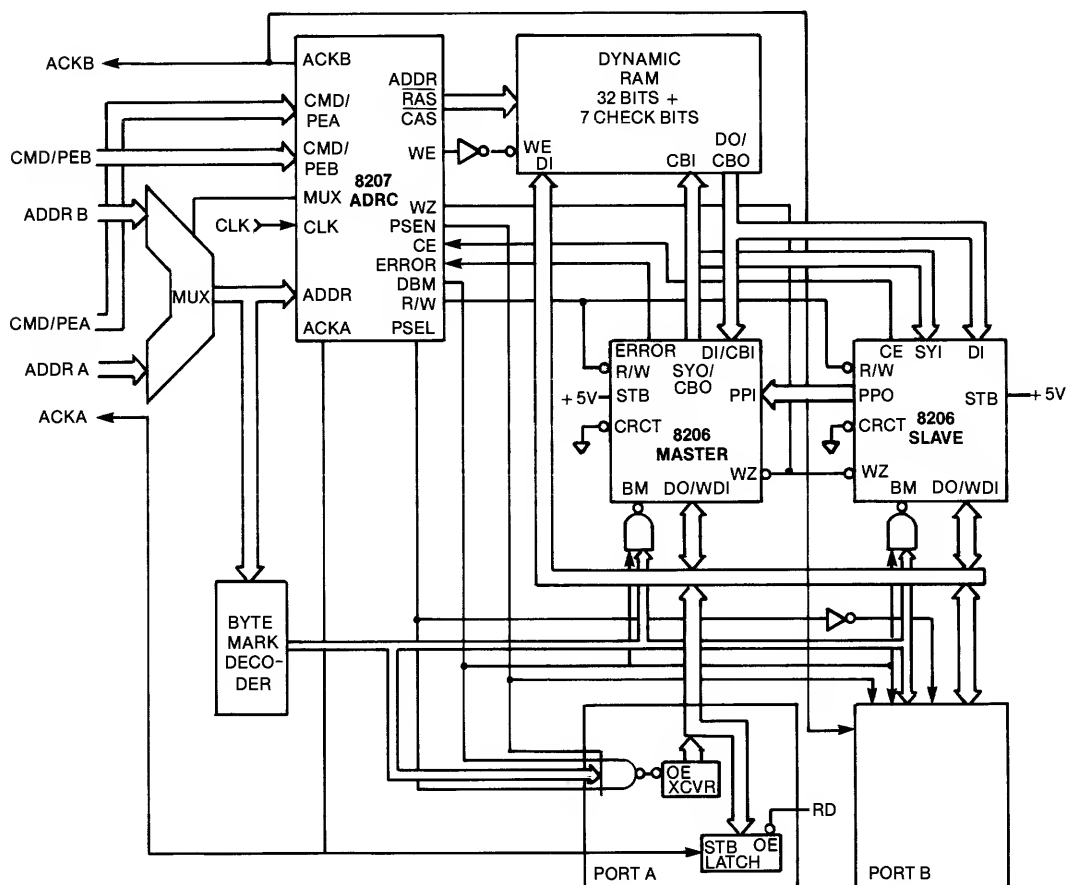 ACKB
CMD/PEB
ADDR B
CMD/PEA
ADDR A
ACKA
MUX
CLK
ACKB
CMD/
PEA
CMD/
PEB
MUX
CLK
ADDR
ACKA
8207
ADRC
ADDR
RAS
CAS
WE
WZ
PSEN
CE
ERROR
DBM
R/W
PSEL
DYNAMIC
RAM
32 BITS +
7 CHECK BITS
WE
DI
CBI
DO/
CBO
ERROR
R/W
+5V
STB
CRCT
SYO/
CBO
DI/CBI
PPI
8206
MASTER
WZ
BM
DO/WDI
CE
SYI
DI
R/W
PPO
STB
+5V
CRCT
8206
SLAVE
WZ
BM
DO/WDI
BYTE
MARK
DECO-
DER
OE
XCVR
RD
STB
OE
LATCH
PORT A
PORT B